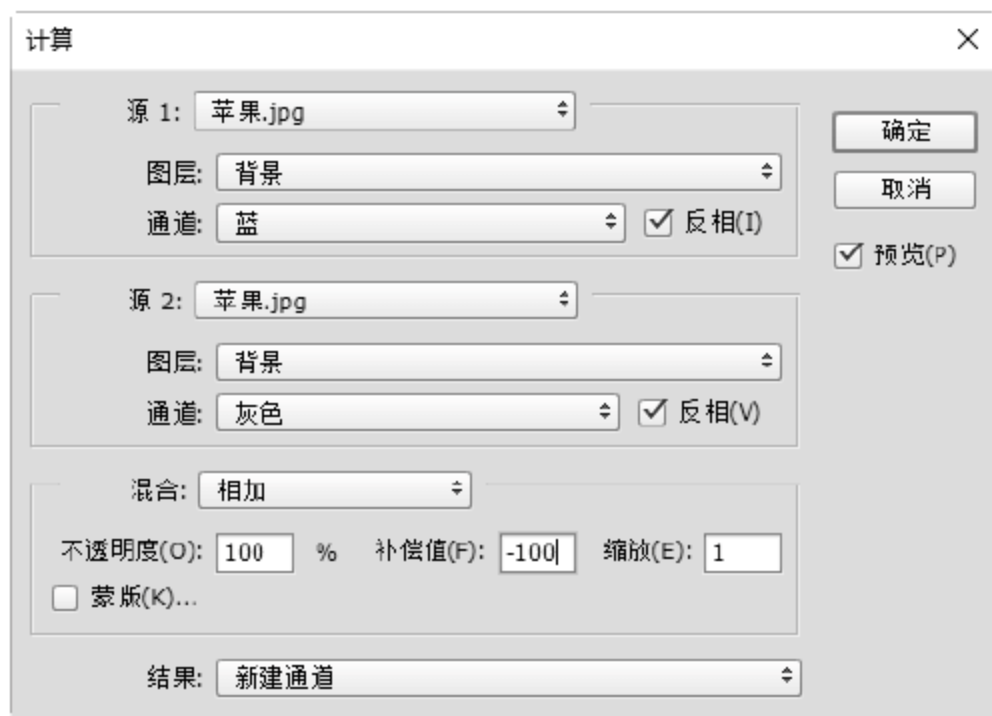 计算
源 1: 苹果.jpg
确定
图层: 背景
取消
通道: 蓝 反相(I)
预览(P)
源 2: 苹果.jpg
图层: 背景
通道: 灰色 反相(V)
混合: 相加
不透明度(O): 100 % 补偿值(F): -100 缩放(E): 1
蒙版(K)...
结果: 新建通道